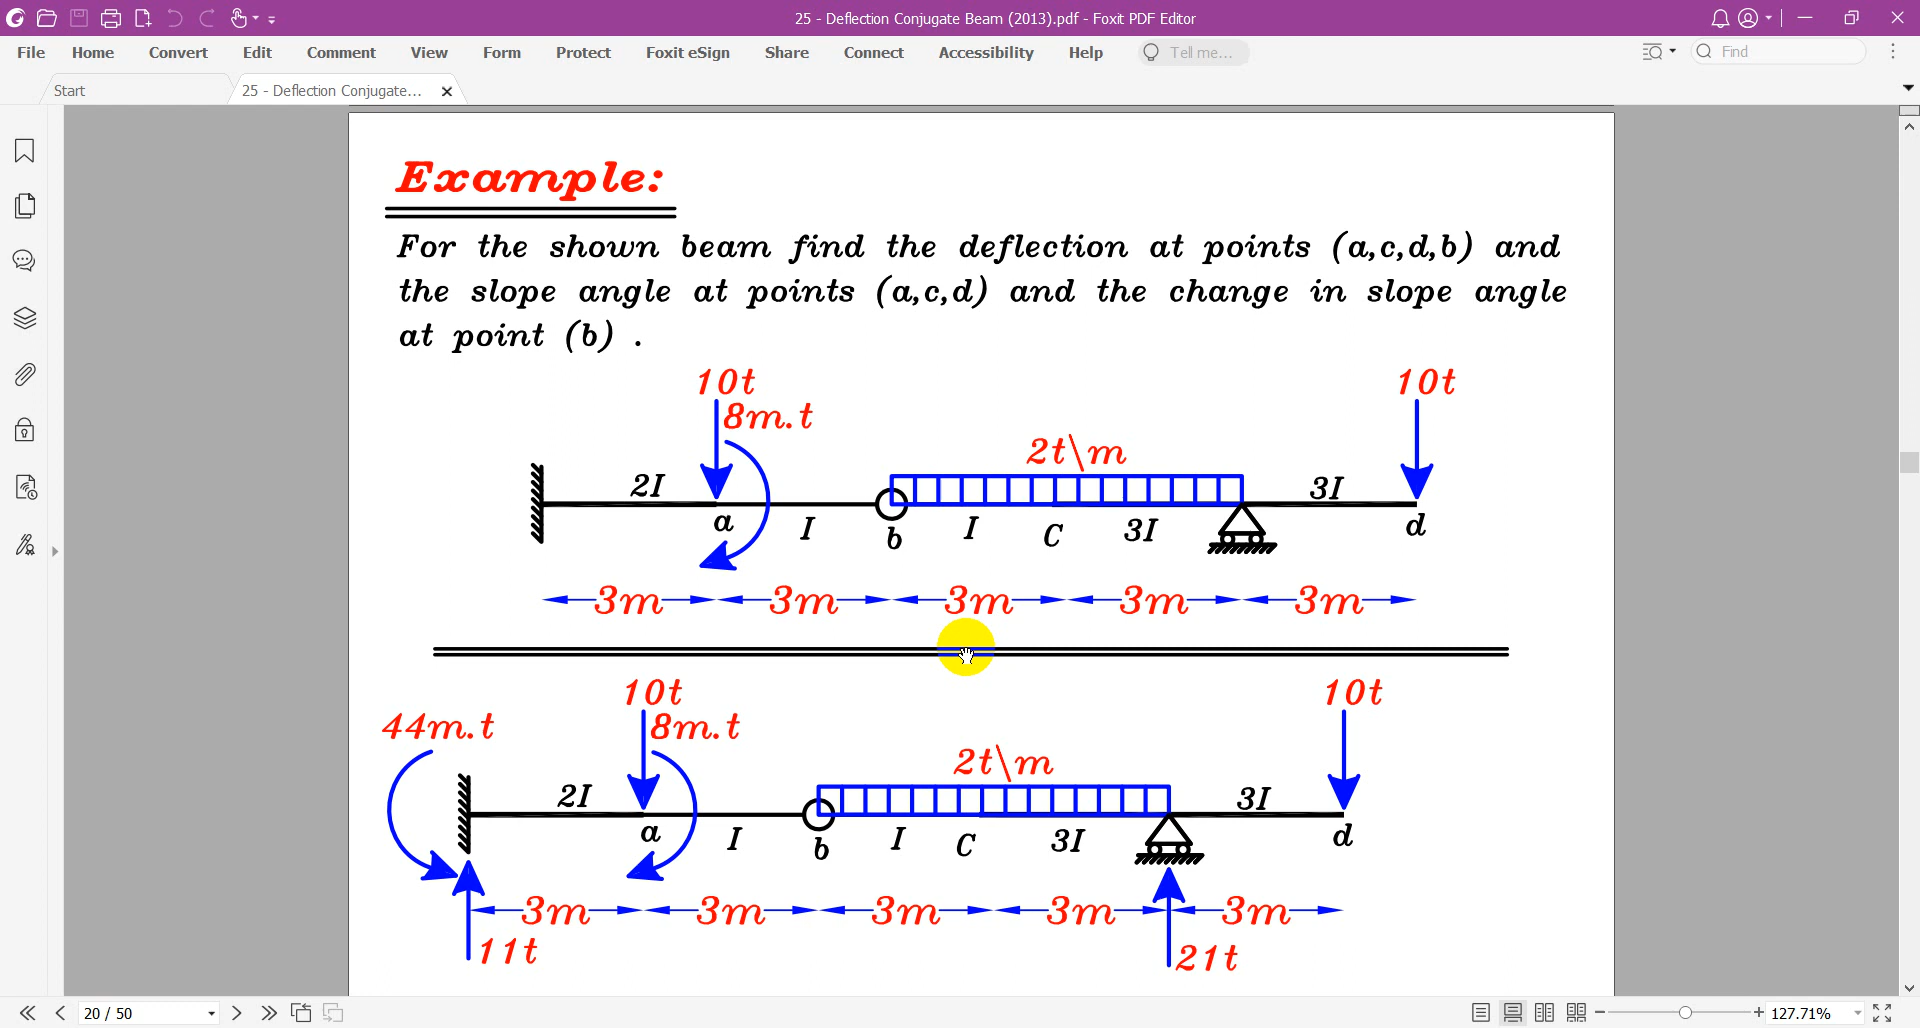 25 - Deflection Conjugate Beam (2013).pdf - Foxit PDF Editor
File Home Convert Edit Comment View Form Protect Foxit eSign Share Connect Accessibility Help Tell me... Find
Start 25 - Deflection Conjugate...
Example:
For the shown beam find the deflection at points (a,c,d,b) and
the slope angle at points (a,c,d) and the change in slope angle
at point (b) .
10t 10t
8m.t
2t\m
2I 3I
a I b I C 3I d
3m 3m 3m 3m 3m
10t 10t
44m.t 8m.t
2t\m
2I 3I
a I b I C 3I d
3m 3m 3m 3m 3m
11t 21t
20 / 50 127.71%